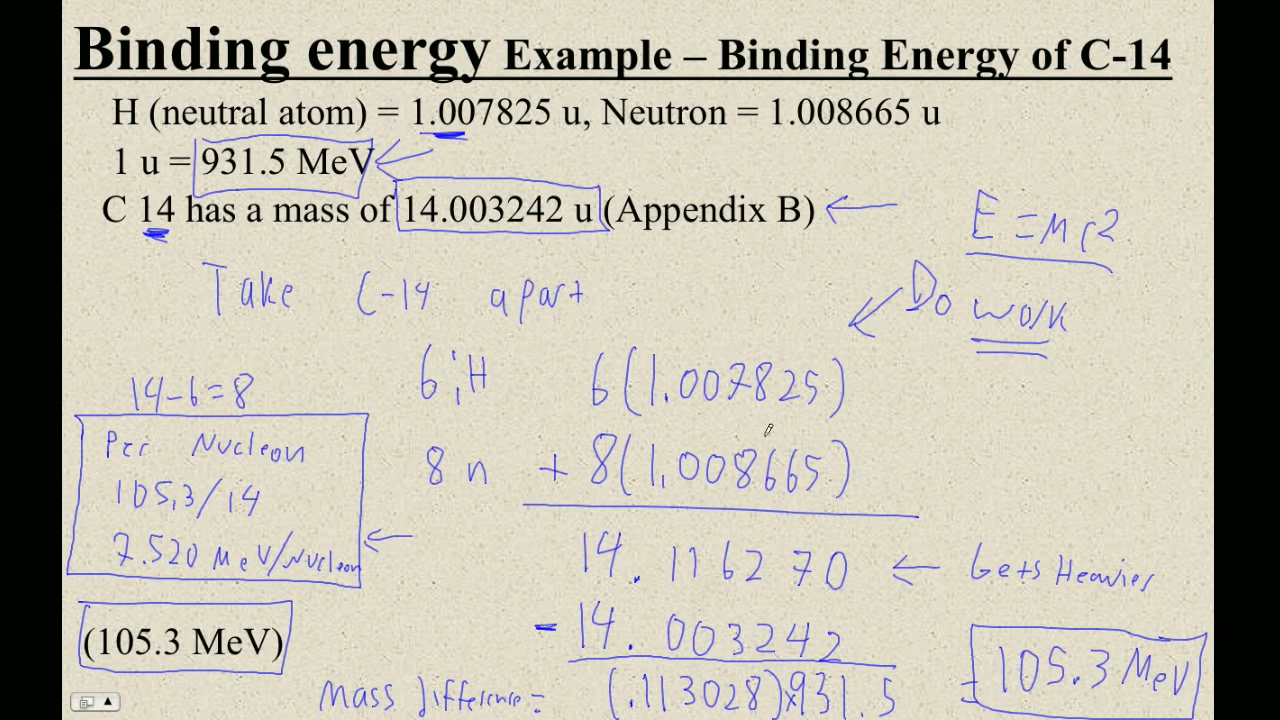 Binding energy Example – Binding Energy of C-14
H (neutral atom) = 1.007825 u, Neutron = 1.008665 u
1 u = 931.5 MeV
C 14 has a mass of 14.003242 u (Appendix B)
E = mc2
Take C-14 apart
Do work
6 1 1 H 6(1.007825)
14-6=8
8 n + 8(1.008665)
Per Nucleon
105.3/14
7.520 MeV/Nucleon
14.116270 ← Gets Heavier
- 14.003242
(105.3 MeV)
Mass difference = (.113028)x931.5 = 105.3 MeV